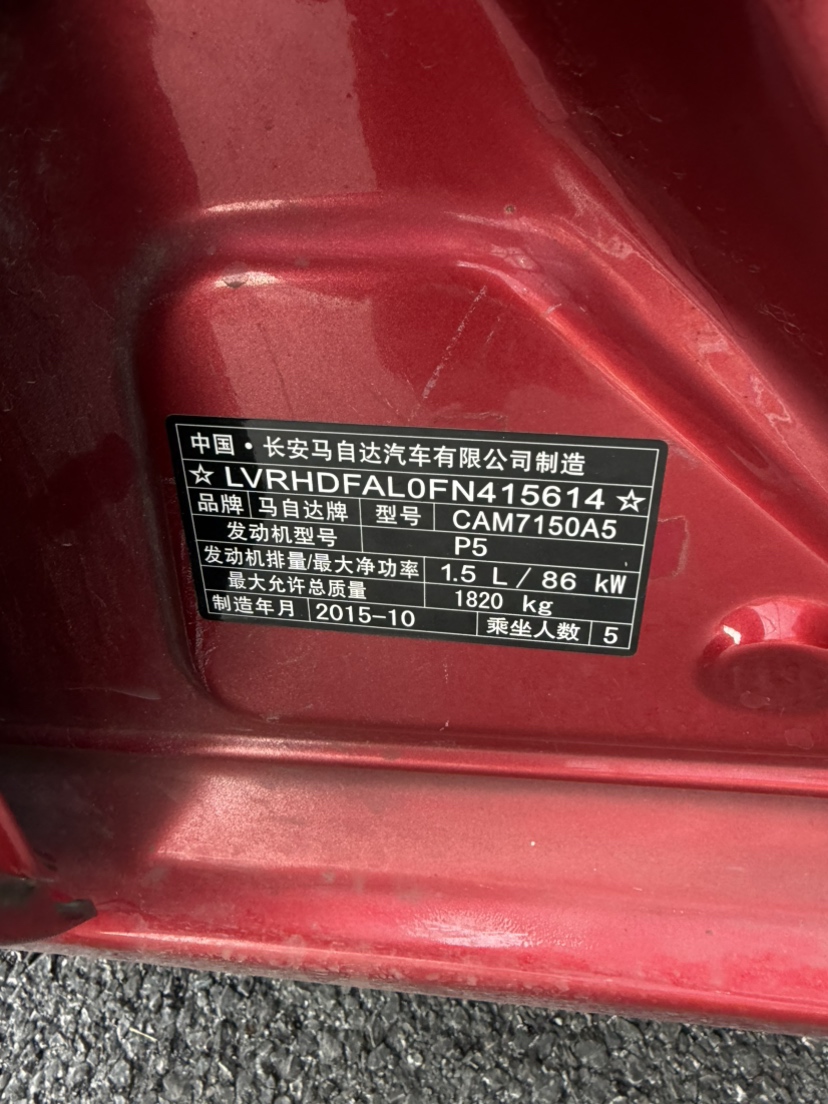 中国·长安马自达汽车有限公司制造
☆LVRHDFAL0FN415614☆
品牌 马自达牌 型号 CAM7150A5
发动机型号 P5
发动机排量/最大净功率 1.5 L / 86 kW
最大允许总质量 1820 kg
制造年月 2015-10 乘坐人数 5